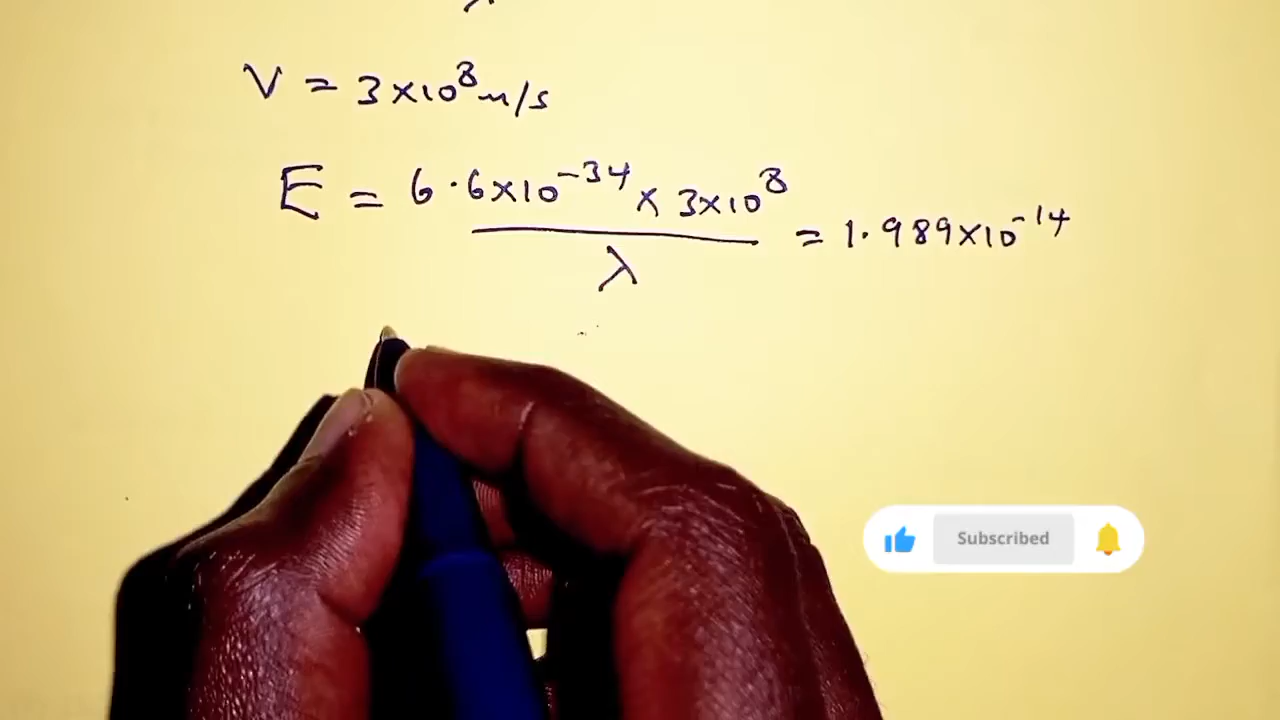 V = 3×10⁸ m/s
E = 6.6×10⁻³⁴ × 3×10⁸ / λ = 1.989×10⁻¹⁴
Subscribed